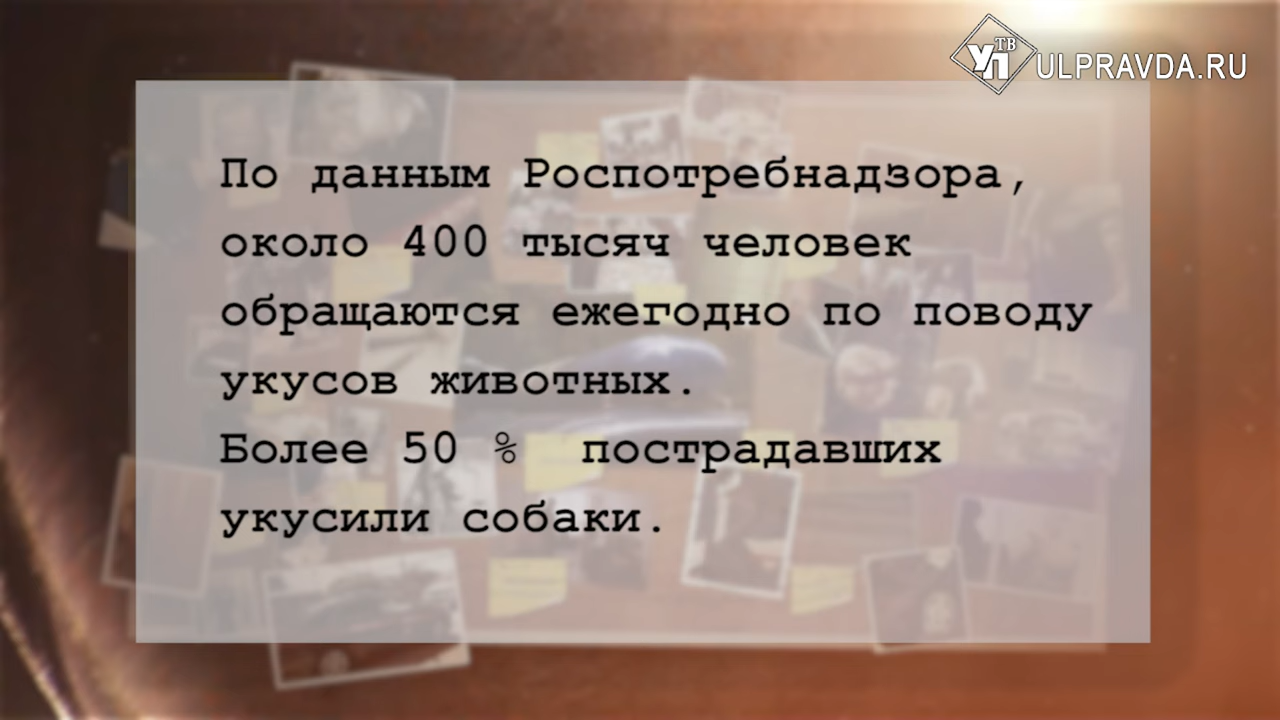 УП ТВ ULPRAVDA.RU
По данным Роспотребнадзора,
около 400 тысяч человек
обращаются ежегодно по поводу
укусов животных.
Более 50 % пострадавших
укусили собаки.